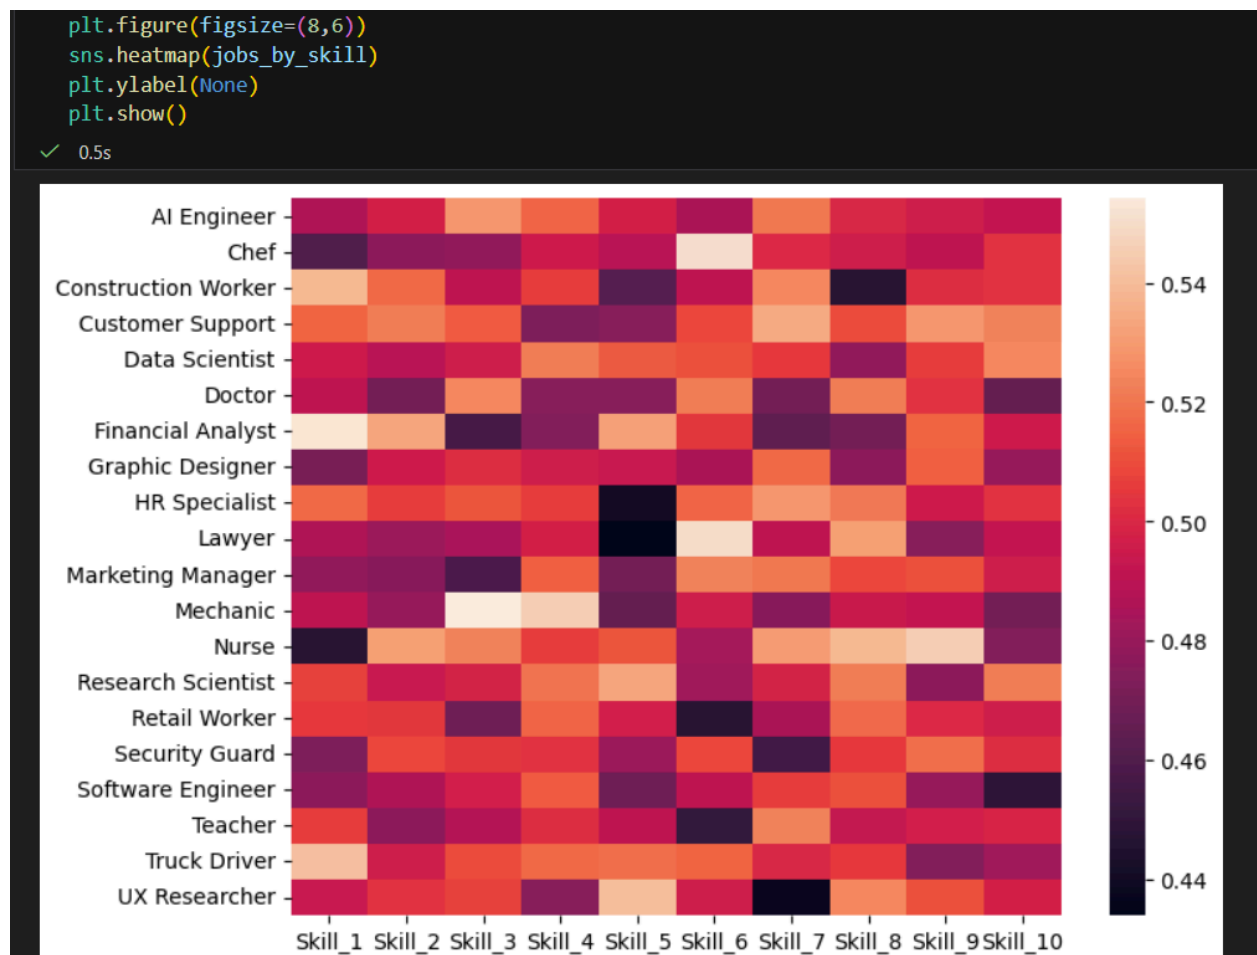 plt.figure(figsize=(8,6))
sns.heatmap(jobs_by_skill)
plt.ylabel(None)
plt.show()
0.5s
AI Engineer
Chef
Construction Worker
Customer Support
Data Scientist
Doctor
Financial Analyst
Graphic Designer
HR Specialist
Lawyer
Marketing Manager
Mechanic
Nurse
Research Scientist
Retail Worker
Security Guard
Software Engineer
Teacher
Truck Driver
UX Researcher
Skill_1 Skill_2 Skill_3 Skill_4 Skill_5 Skill_6 Skill_7 Skill_8 Skill_9 Skill_10
0.54
0.52
0.50
0.48
0.46
0.44